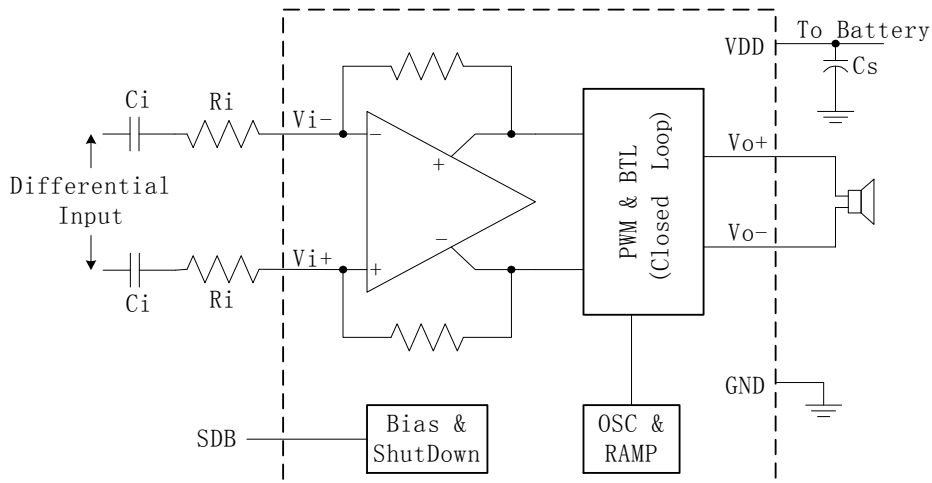 To Battery
VDD
Cs
Ci
Ri
Vi-
-
+
Differential
Input
PWM & BTL
(Closed Loop)
Vo+
Vo-
-
Vi+
+
Ci
Ri
GND
SDB
Bias &
ShutDown
OSC &
RAMP